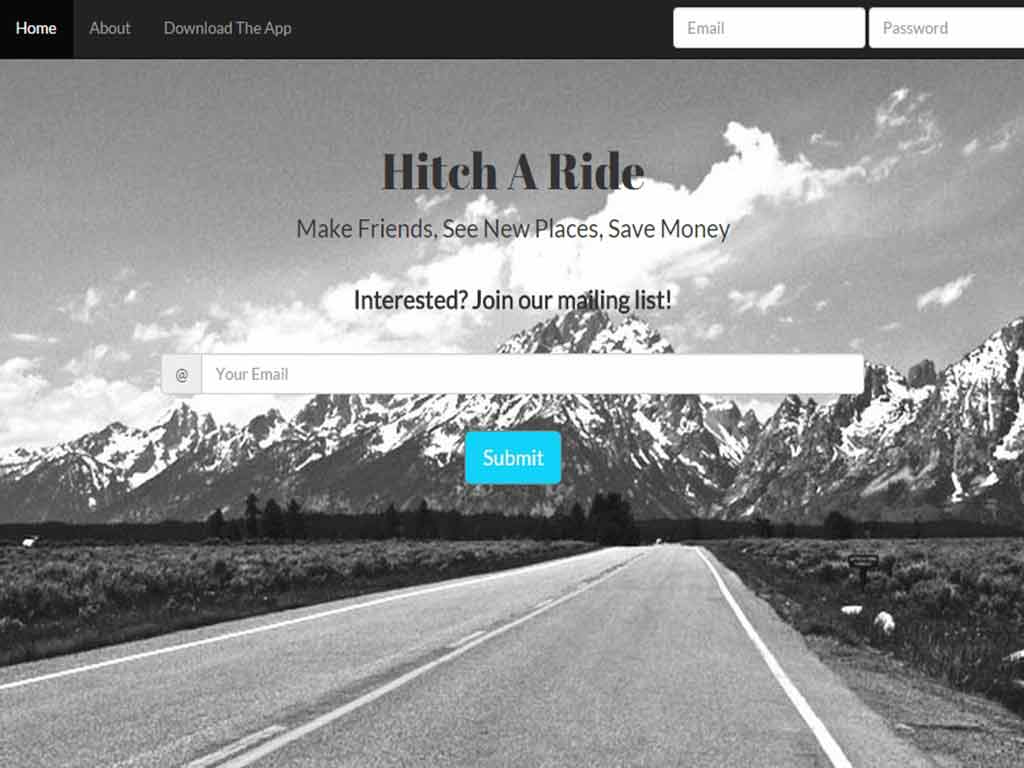 Home About Download The App Email Password
Hitch A Ride
Make Friends, See New Places, Save Money
Interested? Join our mailing list!
@ Your Email
Submit